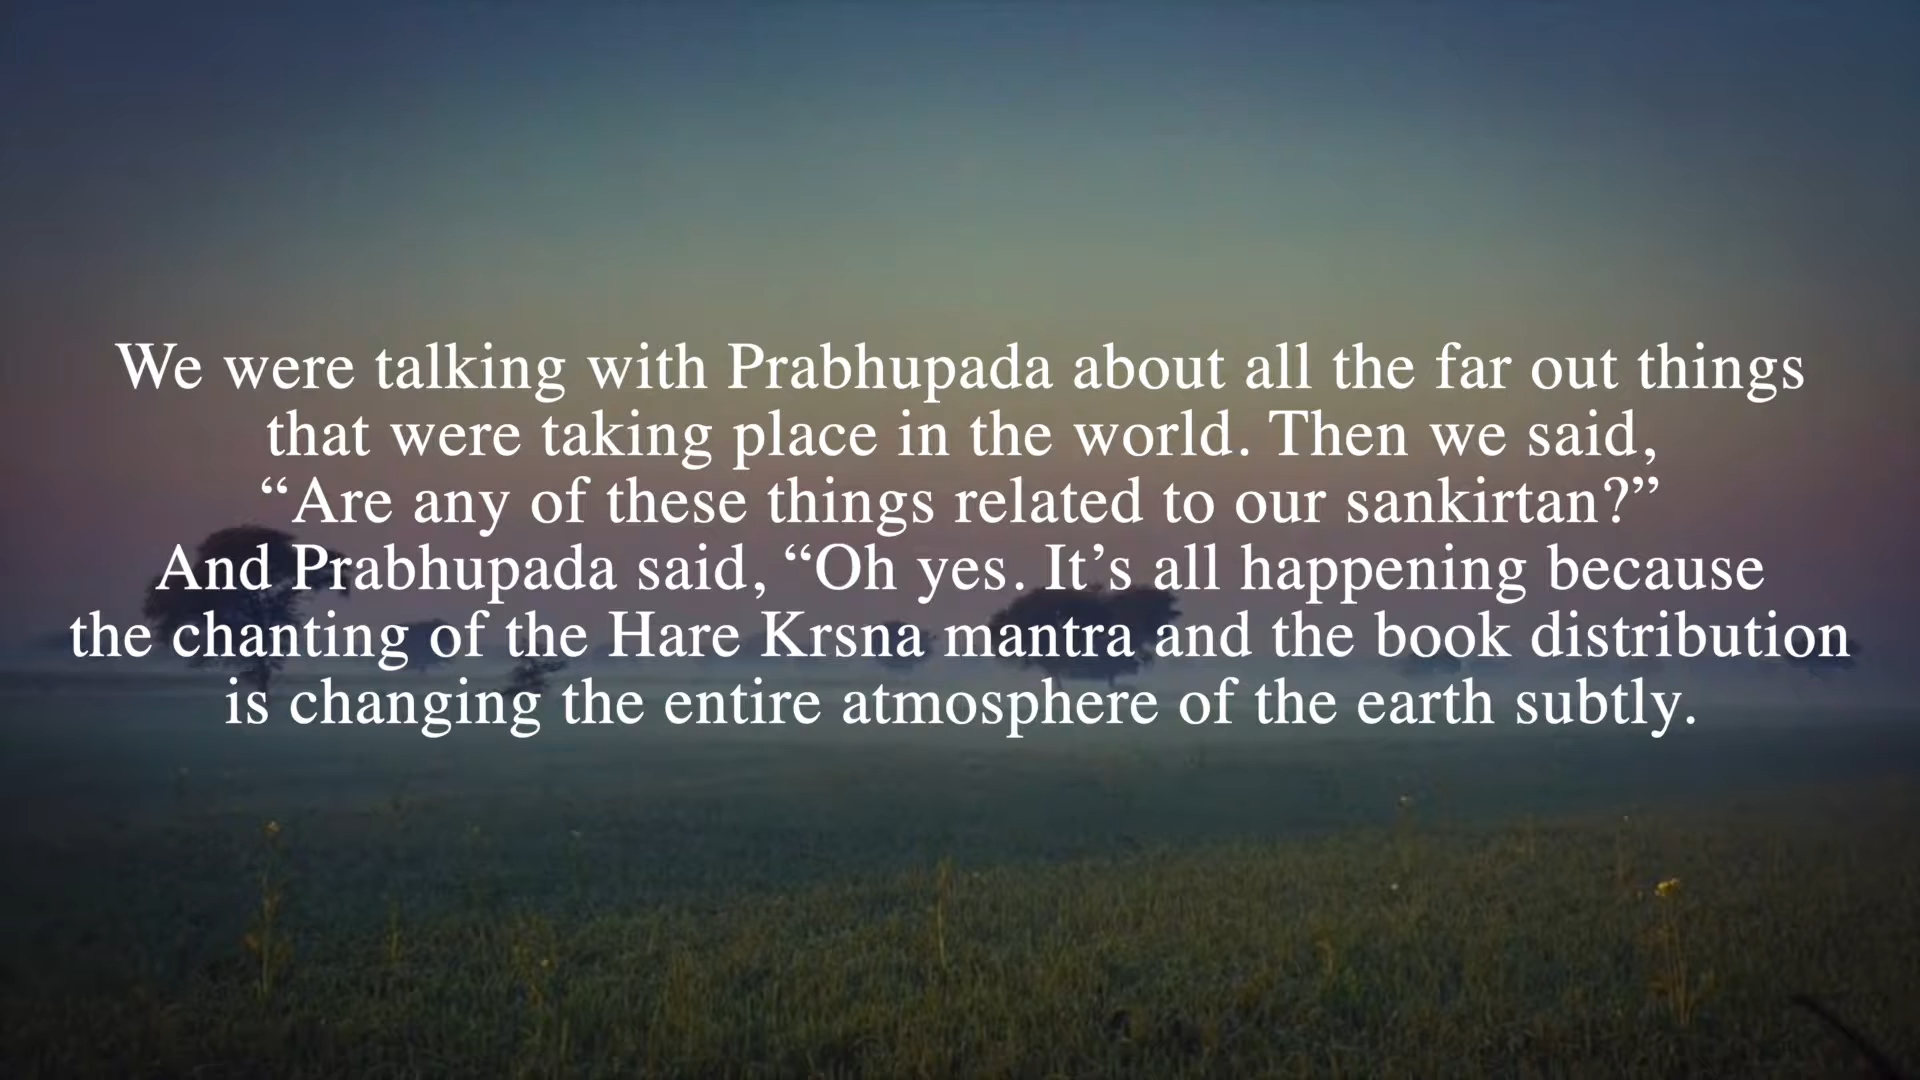 We were talking with Prabhupada about all the far out things
that were taking place in the world. Then we said,
“Are any of these things related to our sankirtan?”
And Prabhupada said, “Oh yes. It’s all happening because
the chanting of the Hare Krsna mantra and the book distribution
is changing the entire atmosphere of the earth subtly.